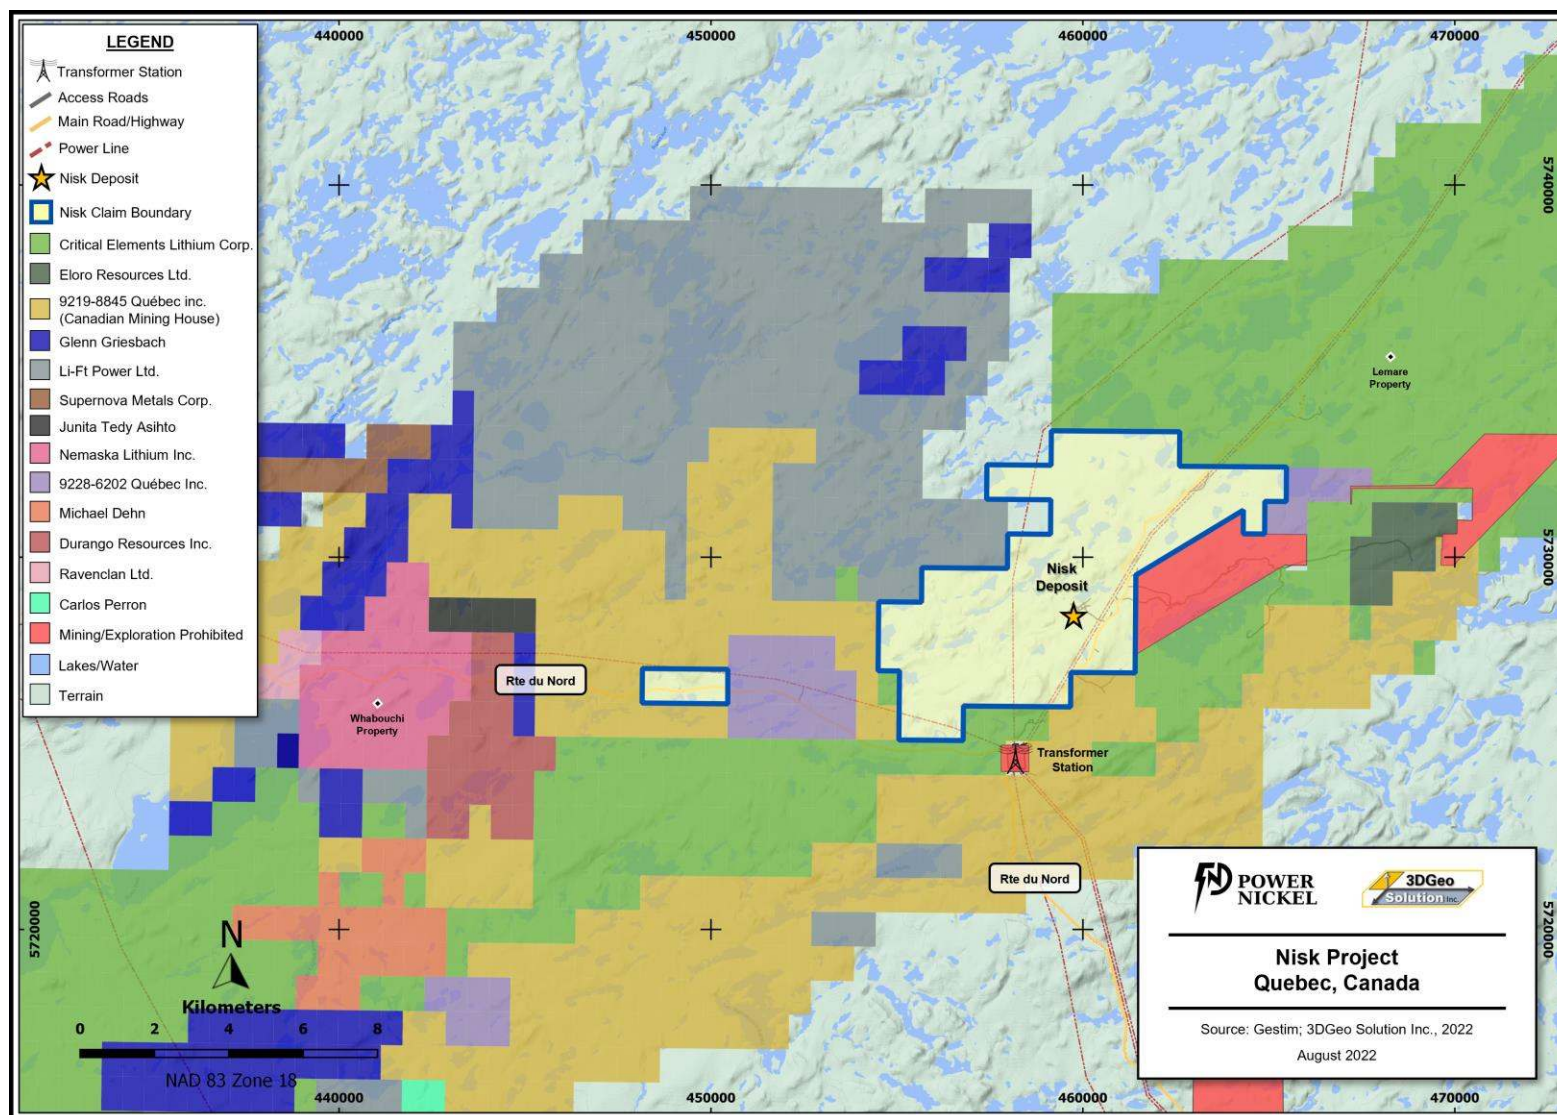 LEGEND
Transformer Station
Access Roads
Main Road/Highway
Power Line
Nisk Deposit
Nisk Claim Boundary
Critical Elements Lithium Corp.
Eloro Resources Ltd.
9219-8845 Québec inc.
(Canadian Mining House)
Glenn Griesbach
Li-Ft Power Ltd.
Supernova Metals Corp.
Junita Tedy Asihto
Nemaska Lithium Inc.
9228-6202 Québec Inc.
Michael Dehn
Durango Resources Inc.
Ravenclan Ltd.
Carlos Perron
Mining/Exploration Prohibited
Lakes/Water
Terrain
440000
450000
460000
470000
5740000
Lemare
Property
5730000
Nisk
Deposit
Rte du Nord
Whabouchi
Property
Transformer
Station
Rte du Nord
5720000
5720000
N
Kilometers
0 2 4 6 8
NAD 83 Zone 18
440000
450000
460000
470000
POWER
NICKEL
3DGeo
Solution Inc.
Nisk Project
Quebec, Canada
Source: Gestim; 3DGeo Solution Inc., 2022
August 2022